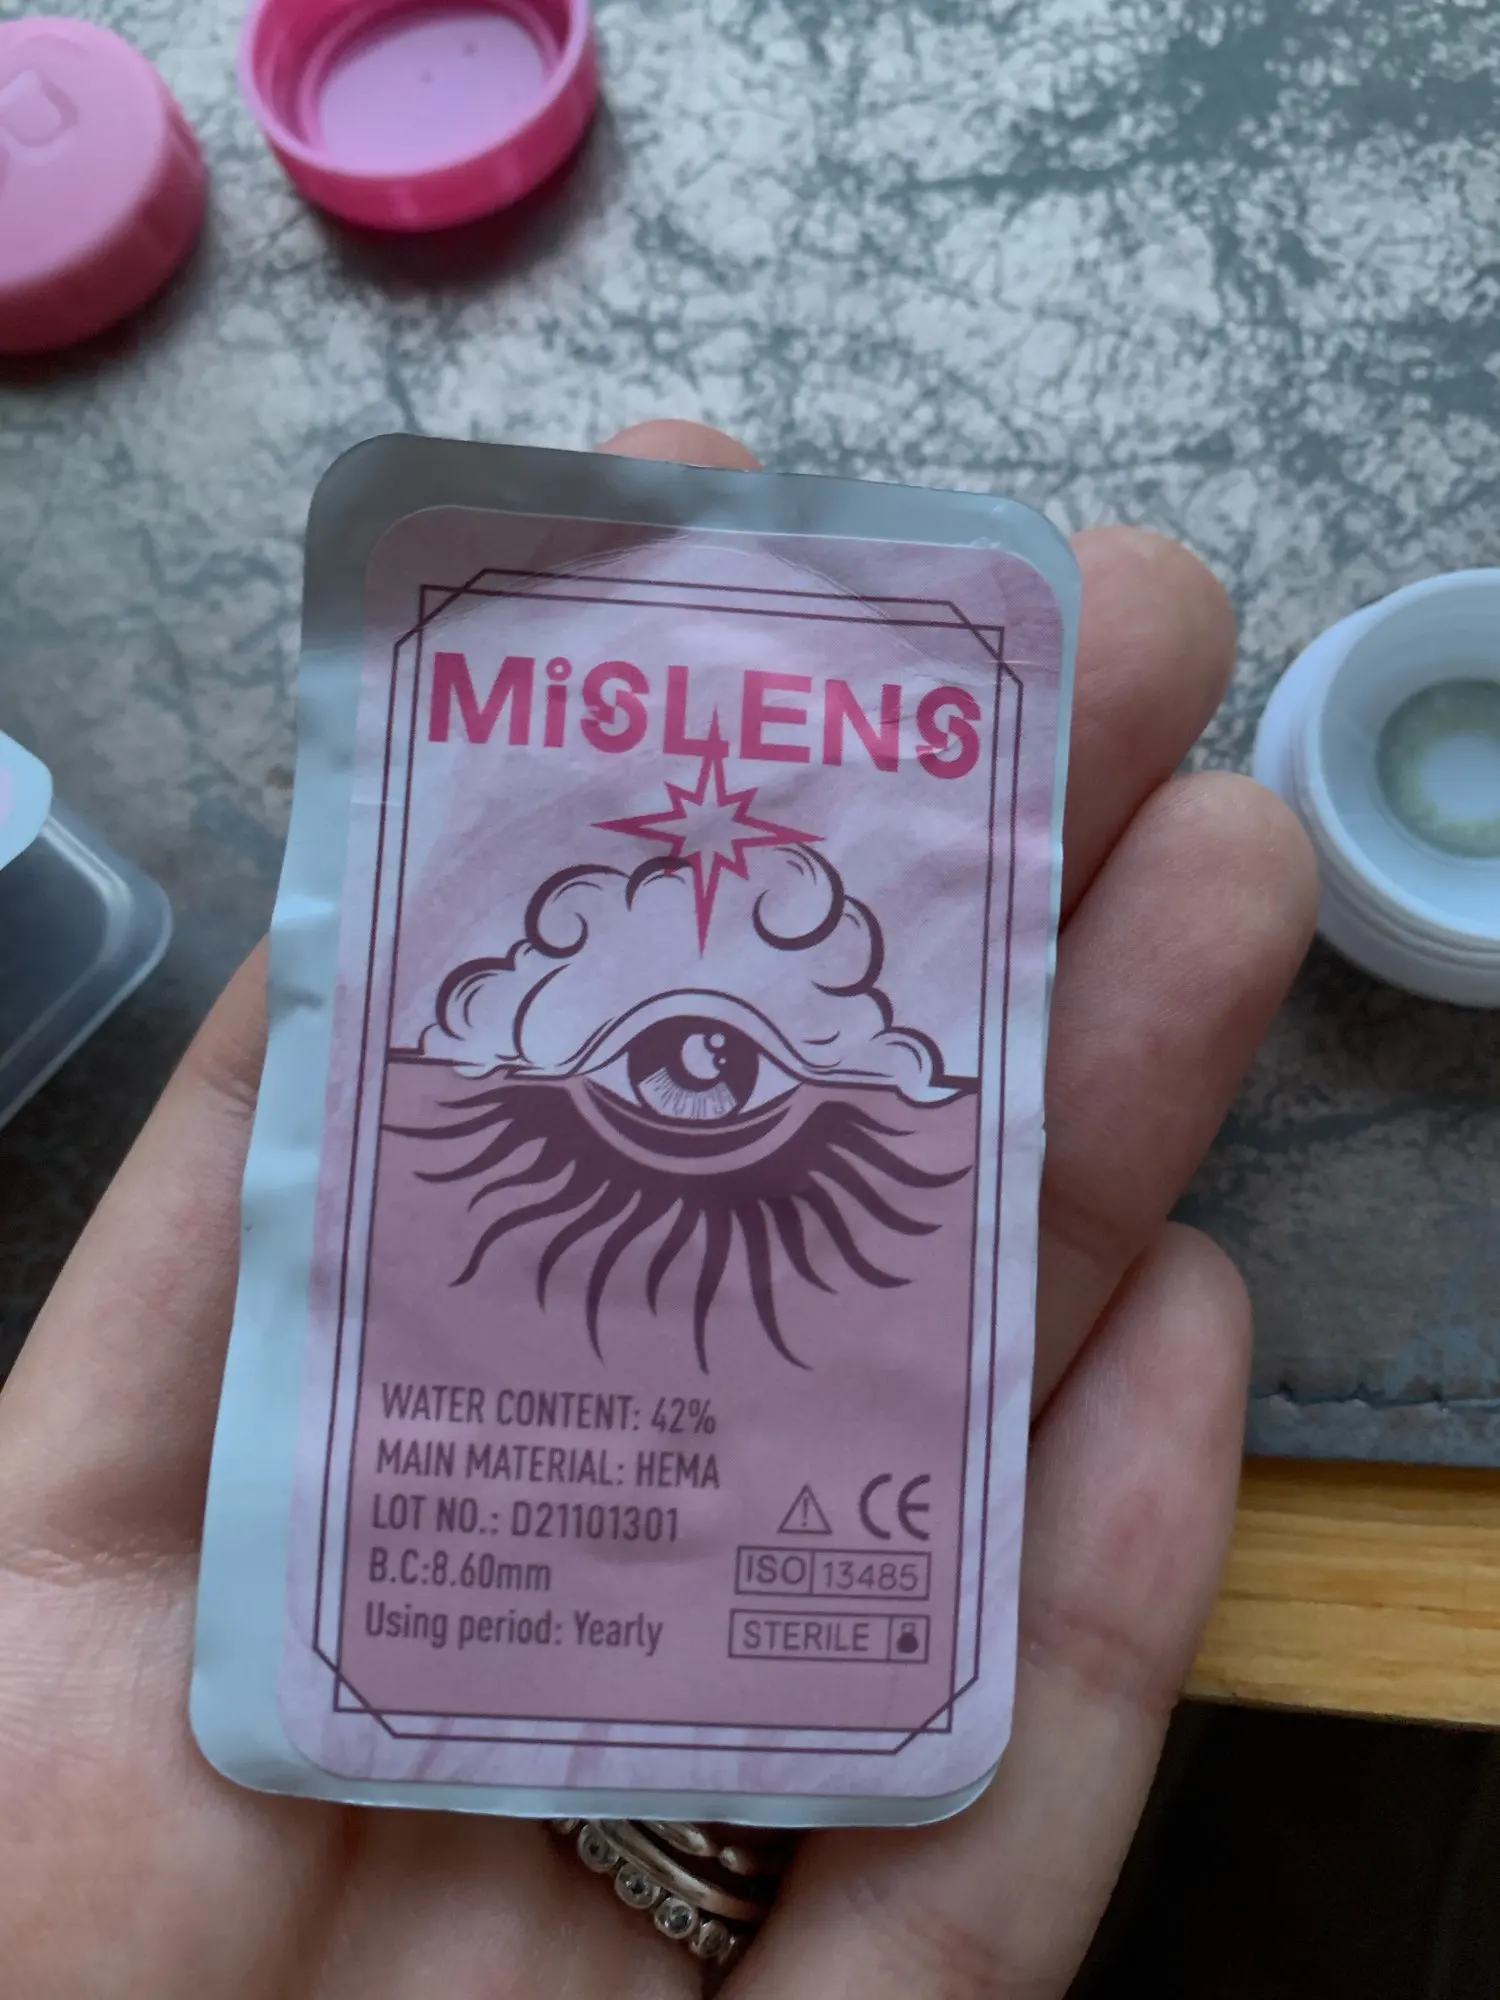 MiSLENS
WATER CONTENT: 42%
MAIN MATERIAL: HEMA
LOT NO.: D21101301
B.C:8.60mm
Using period: Yearly
CE
ISO 13485
STERILE